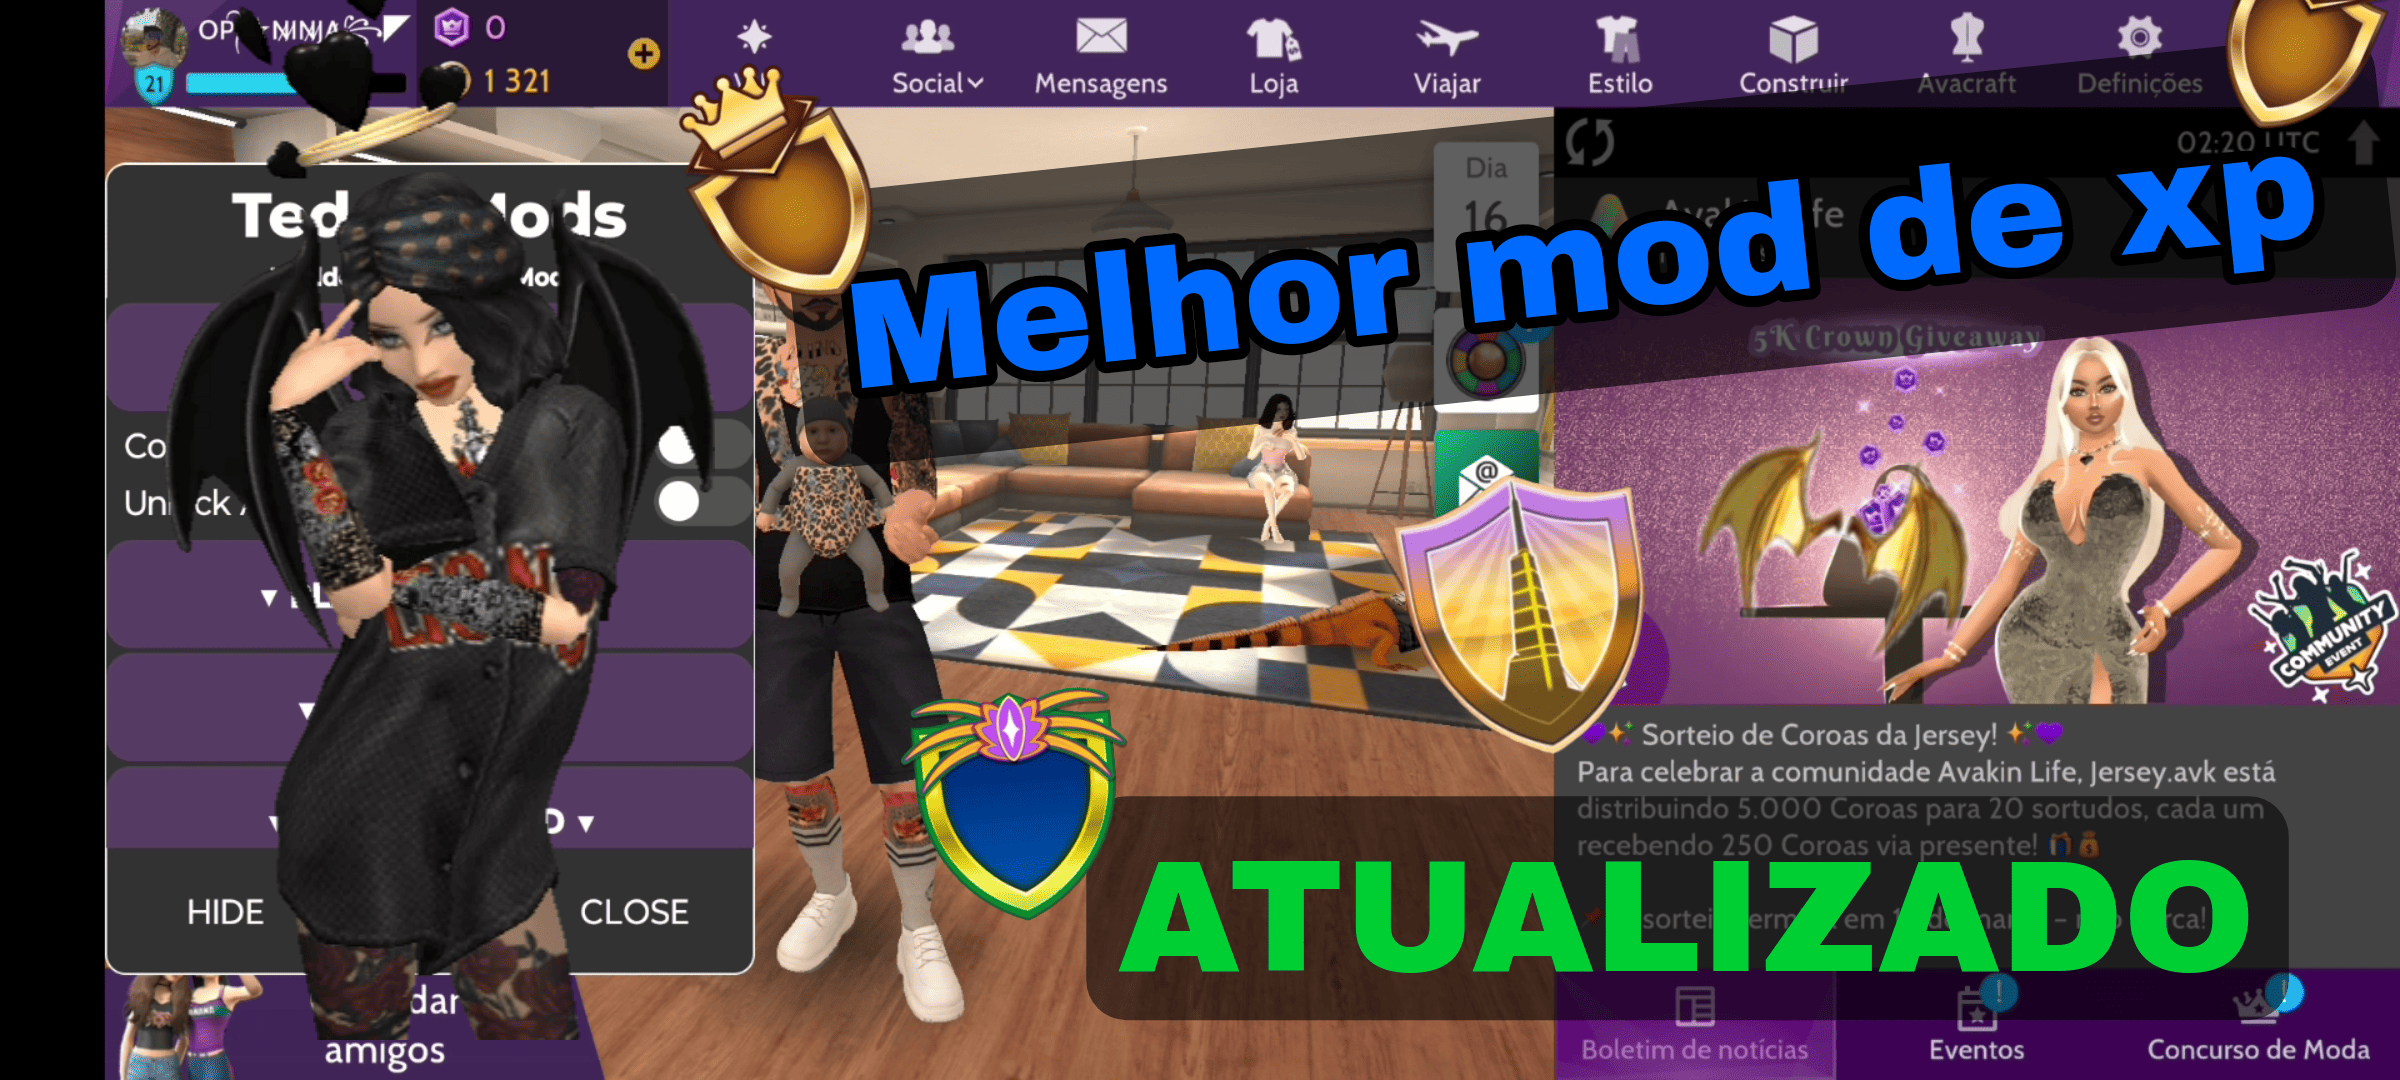 0
21
1 321
Social
Mensagens
Loja
Viajar
Estilo
Construir
Avacraft
Definições
02:20 UTC
Dia
16
Melhor mod de xp
5K Crown Giveaway
COMMUNITY
EVENT
Sorteio de Coroas da Jersey!
Para celebrar a comunidade Avakin Life, Jersey.avk está
distribuindo 5.000 Coroas para 20 sortudos, cada um
recebendo 250 Coroas via presente!
ATUALIZADO
HIDE
CLOSE
amigos
Boletim de notícias
Eventos
Concurso de Moda